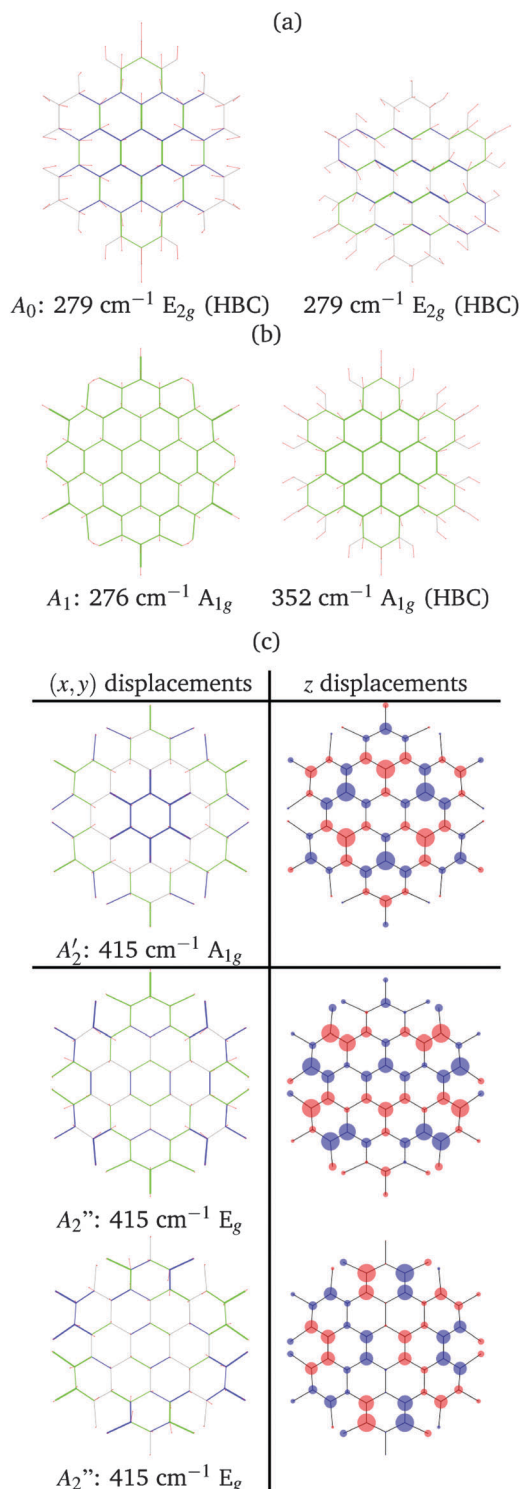 (a)
A₀: 279 cm⁻¹ E₂g (HBC) 279 cm⁻¹ E₂g (HBC)
(b)
A₁: 276 cm⁻¹ A₁g 352 cm⁻¹ A₁g (HBC)
(c)
(x,y) displacements z displacements
A₂′: 415 cm⁻¹ A₁g
A₂”: 415 cm⁻¹ Eg
A₂”: 415 cm⁻¹ Eg